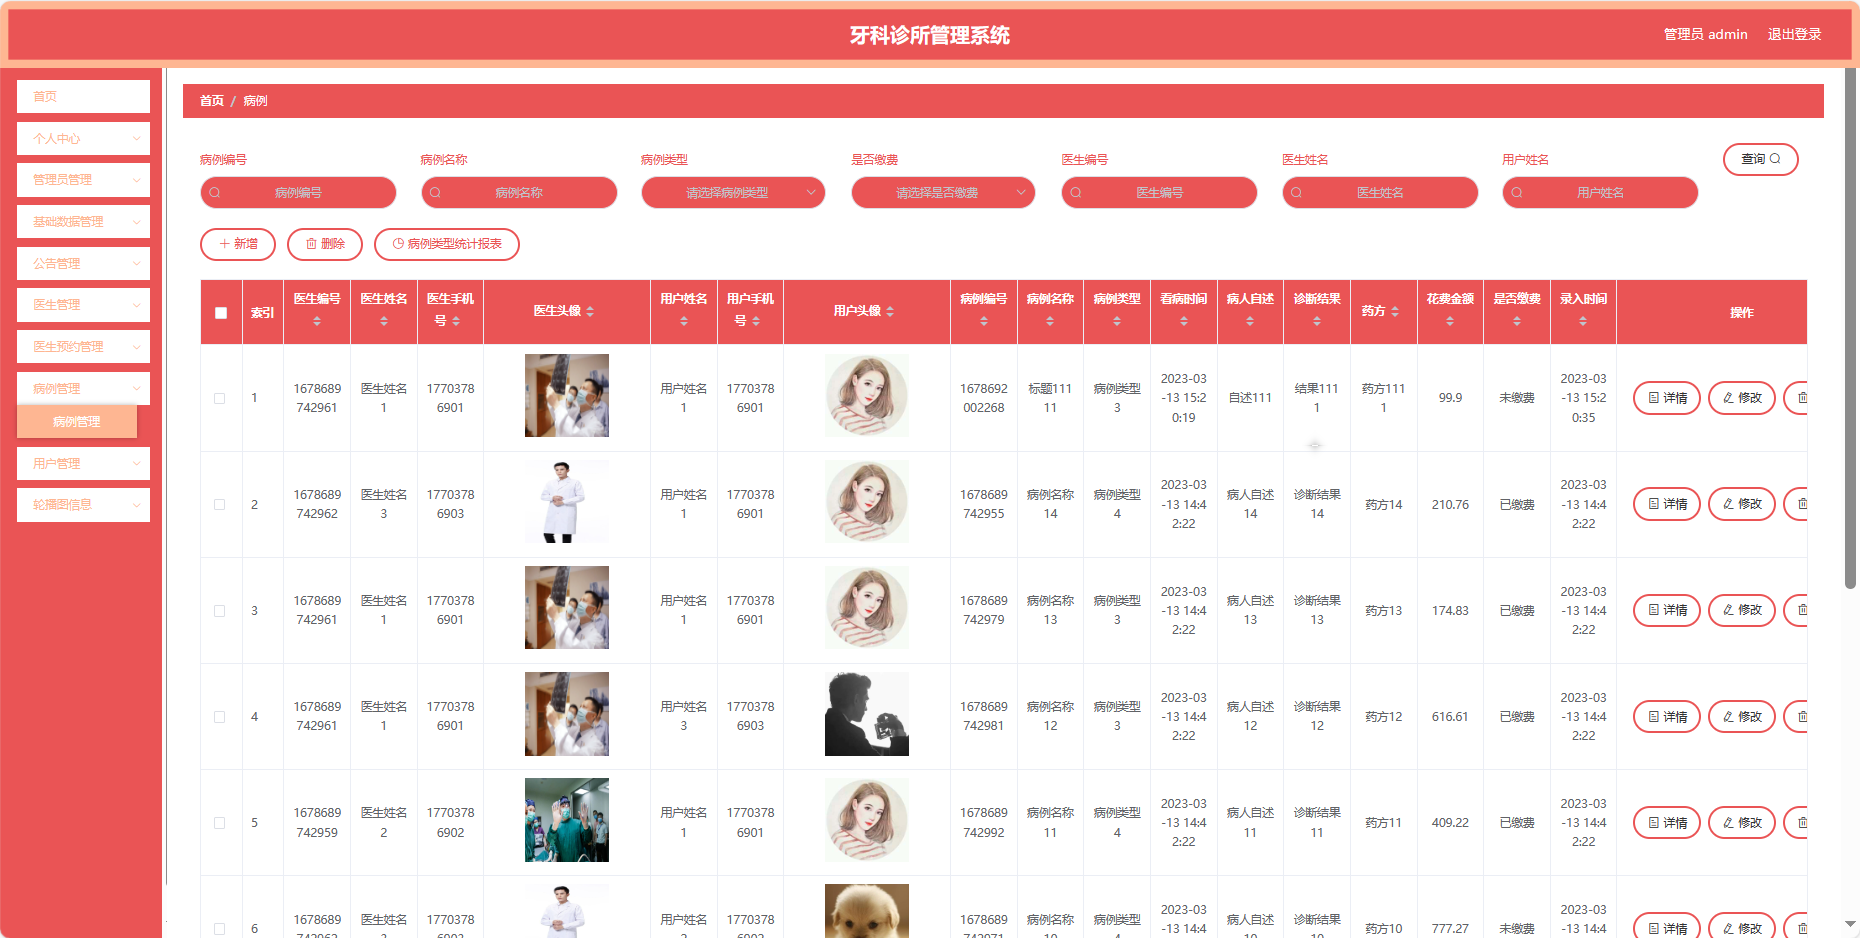 牙科诊所管理系统
管理员 admin 退出登录
首页
个人中心
管理员管理
基础数据管理
公告管理
医生管理
医生预约管理
病例管理
病例管理
用户管理
轮播图信息
首页 / 病例
病例编号 病例名称 病例类型 是否缴费 医生编号 医生姓名 用户姓名
病例编号 病例名称 请选择病例类型 请选择是否缴费 医生编号 医生姓名 用户姓名 查询
新增 删除 病例类型统计报表
索引 医生编号 医生姓名 医生手机号 医生头像 用户姓名 用户手机号 用户头像 病例编号 病例名称 病例类型 看病时间 病人自述 诊断结果 药方 花费金额 是否缴费 录入时间 操作
1 1678689742961 医生姓名1 17703786901 用户姓名1 17703786901 1678692002268 标题11111 病例类型3 2023-03-13 15:20:19 自述111 结果1111 药方1111 99.9 未缴费 2023-03-13 15:20:35 详情 修改
2 1678689742962 医生姓名3 17703786903 用户姓名1 17703786901 1678689742955 病例名称14 病例类型4 2023-03-13 14:42:22 病人自述14 诊断结果14 药方14 210.76 已缴费 2023-03-13 14:42:22 详情 修改
3 1678689742961 医生姓名1 17703786901 用户姓名1 17703786901 1678689742979 病例名称13 病例类型3 2023-03-13 14:42:22 病人自述13 诊断结果13 药方13 174.83 已缴费 2023-03-13 14:42:22 详情 修改
4 1678689742961 医生姓名1 17703786901 用户姓名3 17703786903 1678689742981 病例名称12 病例类型3 2023-03-13 14:42:22 病人自述12 诊断结果12 药方12 616.61 已缴费 2023-03-13 14:42:22 详情 修改
5 1678689742959 医生姓名2 17703786902 用户姓名1 17703786901 1678689742992 病例名称11 病例类型4 2023-03-13 14:42:22 病人自述11 诊断结果11 药方11 409.22 已缴费 2023-03-13 14:42:22 详情 修改
6 1678689 医生姓名 1770378 用户姓名 1770378 1678689 病例名称 病例类型 2023-03-13 14:4 病人自述 诊断结果 药方10 777.27 未缴费 2023-03-13 14:4 详情 修改